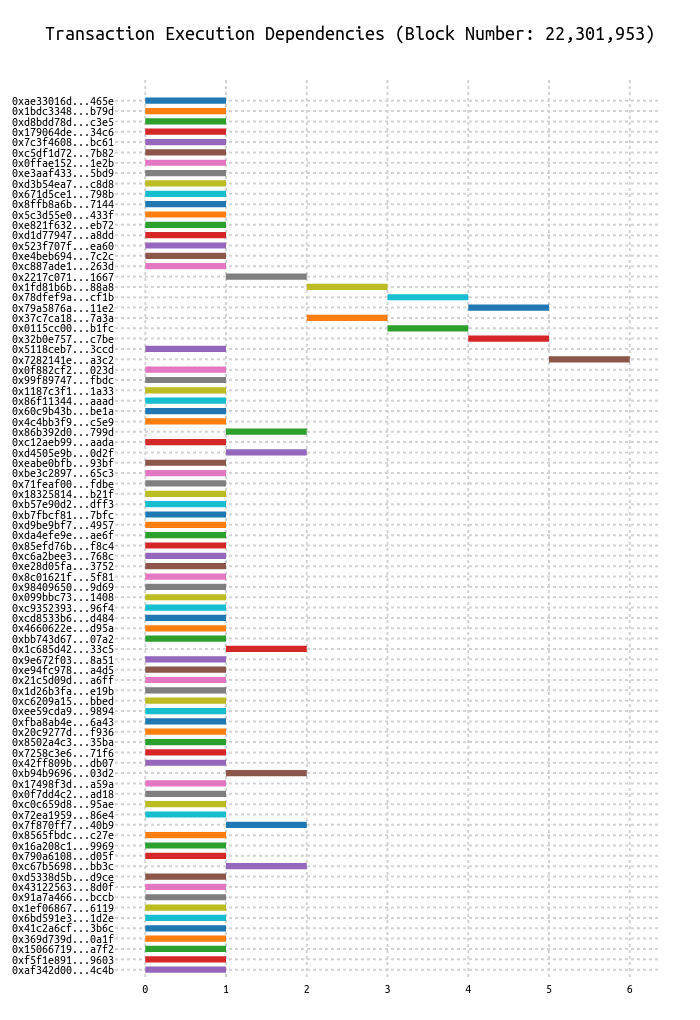 Transaction Execution Dependencies (Block Number: 22,301,953)
0xae33016d...465e
0x1bdc3348...b79d
0xd8bdd78d...c3e5
0x179064de...34c6
0x7c3f4608...bc61
0xc5df1d72...7b82
0x0ffae152...1e2b
0xe3aaf433...5bd9
0xd3b54ea7...c8d8
0x671d5ce1...798b
0x8ffb8a6b...7144
0x5c3d55e0...433f
0xe821f632...eb72
0xd1d77947...a8dd
0x523f707f...ea60
0xe4beb694...7c2c
0xc887ade1...263d
0x2217c071...1667
0x1fd81b6b...88a8
0x78dfef9a...cf1b
0x79a5876a...11e2
0x37c7ca18...7a3a
0x0115cc00...b1fc
0x32b0e757...c7be
0x5118ceb7...3ccd
0x7282141e...a3c2
0x0f882cf2...023d
0x99f89747...fbdc
0x1187c3f1...1a33
0x86f11344...aaad
0x60c9b43b...be1a
0x4c4bb3f9...c5e9
0x86b392d0...799d
0xc12aeb99...aada
0xd4505e9b...0d2f
0xeabe0bfb...93bf
0xbe3c2897...65c3
0x71feaf00...fdbe
0x18325814...b21f
0xb57e90d2...dff3
0xb7fbcf81...7bfc
0xd9be9bf7...4957
0xda4efe9e...ae6f
0x85efd76b...f8c4
0xc6a2bee3...768c
0xe28d05fa...3752
0x8c01621f...5f81
0x98409650...9d69
0x099bbc73...1408
0xc9352393...96f4
0xcd8533b6...d484
0x4660622e...d95a
0xbb743d67...07a2
0x1c685d42...33c5
0x9e672f03...8a51
0xe94fc978...a4d5
0x21c5d09d...a6ff
0x1d26b3fa...e19b
0xc6209a15...bbed
0xee59cda9...9894
0xfba8ab4e...6a43
0x20c9277d...f936
0x8502a4c3...35ba
0x7258c3e6...71f6
0x42ff809b...db07
0xb94b9696...03d2
0x17498f3d...a59a
0x0f7dd4c2...ad18
0xc0c659d8...95ae
0x72ea1959...86e4
0x7f870ff7...40b9
0x8565fbdc...c27e
0x16a208c1...9969
0x790a6108...d05f
0xc67b5698...bb3c
0xd5338d5b...d9ce
0x43122563...8d0f
0x91a7a466...bccb
0x1ef06867...6119
0x6bd591e3...1d2e
0x41c2a6cf...3b6c
0x369d739d...0a1f
0x15066719...a7f2
0xf5f1e891...9603
0xaf342d00...4c4b
0 1 2 3 4 5 6